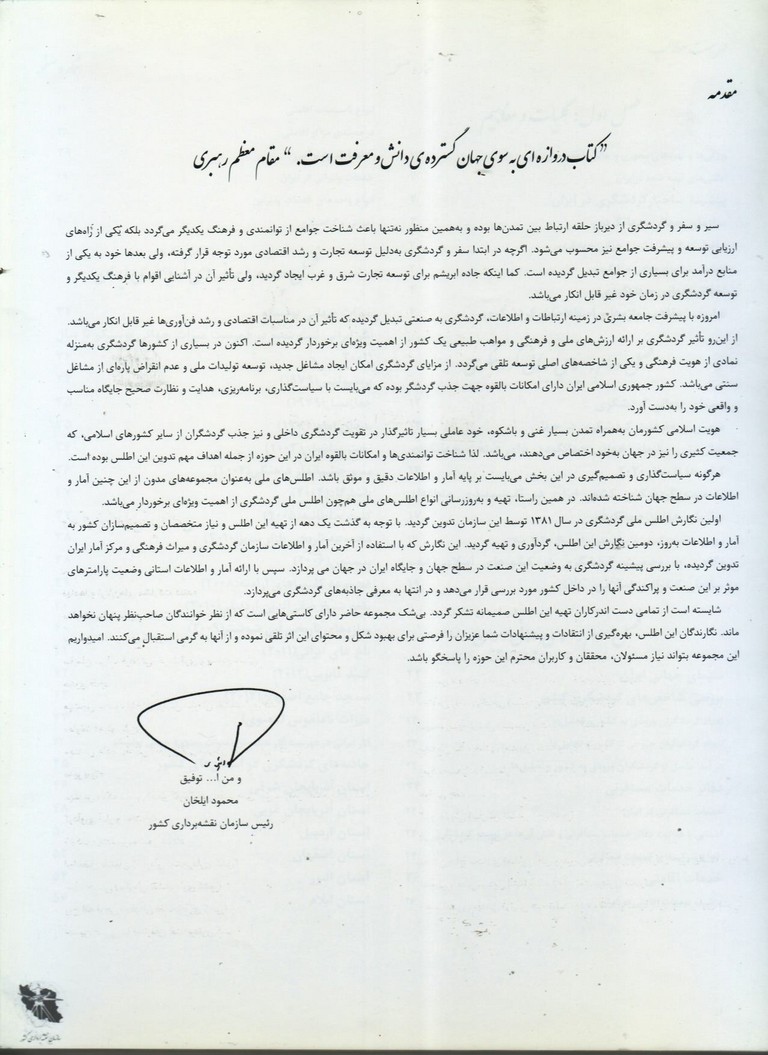 مقدمه
”کتاب دروازه ای به سوی جهان گسترده ی دانش و معرفت است.“ مقام معظم رهبری
سیر و سفر و گردشگری از دیرباز حلقه ارتباط بین تمدن‌ها بوده و به‌همین منظور نه‌تنها باعث شناخت جوامع از توانمندی و فرهنگ یکدیگر می‌گردد بلکه یکی از راه‌های
ارزیابی توسعه و پیشرفت جوامع نیز محسوب می‌شود. اگرچه در ابتدا سفر و گردشگری به‌دلیل توسعه تجارت و رشد اقتصادی مورد توجه قرار گرفته، ولی بعدها خود به یکی از
منابع درآمد برای بسیاری از جوامع تبدیل گردیده است. کما اینکه جاده ابریشم برای توسعه تجارت شرق و غرب ایجاد گردید، ولی تأثیر آن در آشنایی اقوام با فرهنگ یکدیگر و
توسعه گردشگری در زمان خود غیر قابل انکار می‌باشد.
امروزه با پیشرفت جامعه بشری در زمینه ارتباطات و اطلاعات، گردشگری به صنعتی تبدیل گردیده که تأثیر آن در مناسبات اقتصادی و رشد فن‌آوری‌ها غیر قابل انکار می‌باشد.
از این‌رو تأثیر گردشگری بر ارائه ارزش‌های ملی و فرهنگی و مواهب طبیعی یک کشور از اهمیت ویژه‌ای برخوردار گردیده است. اکنون در بسیاری از کشورها گردشگری به‌منزله
نمادی از هویت فرهنگی و یکی از شاخصه‌های اصلی توسعه تلقی می‌گردد. از مزایای گردشگری امکان ایجاد مشاغل جدید، توسعه تولیدات ملی و عدم انقراض پاره‌ای از مشاغل
سنتی می‌باشد. کشور جمهوری اسلامی ایران دارای امکانات بالقوه جهت جذب گردشگر بوده که می‌بایست با سیاست‌گذاری، برنامه‌ریزی، هدایت و نظارت صحیح جایگاه مناسب
و واقعی خود را به‌دست آورد.
هویت اسلامی کشورمان به‌همراه تمدن بسیار غنی و باشکوه، خود عاملی بسیار تاثیرگذار در تقویت گردشگری داخلی و نیز جذب گردشگران از سایر کشورهای اسلامی، که
جمعیت کثیری را نیز در جهان به‌خود اختصاص می‌دهند، می‌باشد. لذا شناخت توانمندی‌ها و امکانات بالقوه ایران در این حوزه از جمله اهداف مهم تدوین این اطلس بوده است.
هرگونه سیاست‌گذاری و تصمیم‌گیری در این بخش می‌بایست بر پایه آمار و اطلاعات دقیق و موثق باشد. اطلس‌های ملی به‌عنوان مجموعه‌های مدون از این چنین آمار و
اطلاعات در سطح جهان شناخته شده‌اند. در همین راستا، تهیه و به‌روزرسانی انواع اطلس‌های ملی هم‌چون اطلس ملی گردشگری از اهمیت ویژه‌ای برخوردار می‌باشد.
اولین نگارش اطلس ملی گردشگری در سال ۱۳۸۱ توسط این سازمان تدوین گردید. با توجه به گذشت یک دهه از تهیه این اطلس و نیاز متخصصان و تصمیم‌سازان کشور به
آمار و اطلاعات به‌روز، دومین نگارش این اطلس، گردآوری و تهیه گردید. این نگارش که با استفاده از آخرین آمار و اطلاعات سازمان گردشگری و میراث فرهنگی و مرکز آمار ایران
تدوین گردیده، با بررسی پیشینه گردشگری به وضعیت این صنعت در سطح جهان و جایگاه ایران در جهان می پردازد. سپس با ارائه آمار و اطلاعات استانی وضعیت پارامترهای
موثر بر این صنعت و پراکندگی آنها را در داخل کشور مورد بررسی قرار می‌دهد و در انتها به معرفی جاذبه‌های گردشگری می‌پردازد.
شایسته است از تمامی دست اندرکاران تهیه این اطلس صمیمانه تشکر گردد. بی‌شک مجموعه حاضر دارای کاستی‌هایی است که از نظر خوانندگان صاحب‌نظر پنهان نخواهد
ماند. نگارندگان این اطلس، بهره‌گیری از انتقادات و پیشنهادات شما عزیزان را فرصتی برای بهبود شکل و محتوای این اثر تلقی نموده و از آنها به گرمی استقبال می‌کنند. امیدواریم
این مجموعه بتواند نیاز مسئولان، محققان و کاربران محترم این حوزه را پاسخگو باشد.
و من ا... توفیق
محمود ایلخان
رئیس سازمان نقشه‌برداری کشور
سازمان نقشه برداری کشور